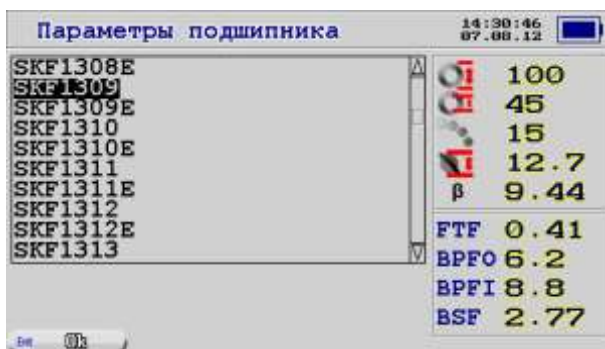 Параметры подшипника
14:30:46
07.08.12
SKF1308E
SKF1309
SKF1309E
SKF1310
SKF1310E
SKF1311
SKF1311E
SKF1312
SKF1312E
SKF1313
100
45
15
12.7
β 9.44
FTF 0.41
BPFO 6.2
BPFI 8.8
BSF 2.77
Ent Ok